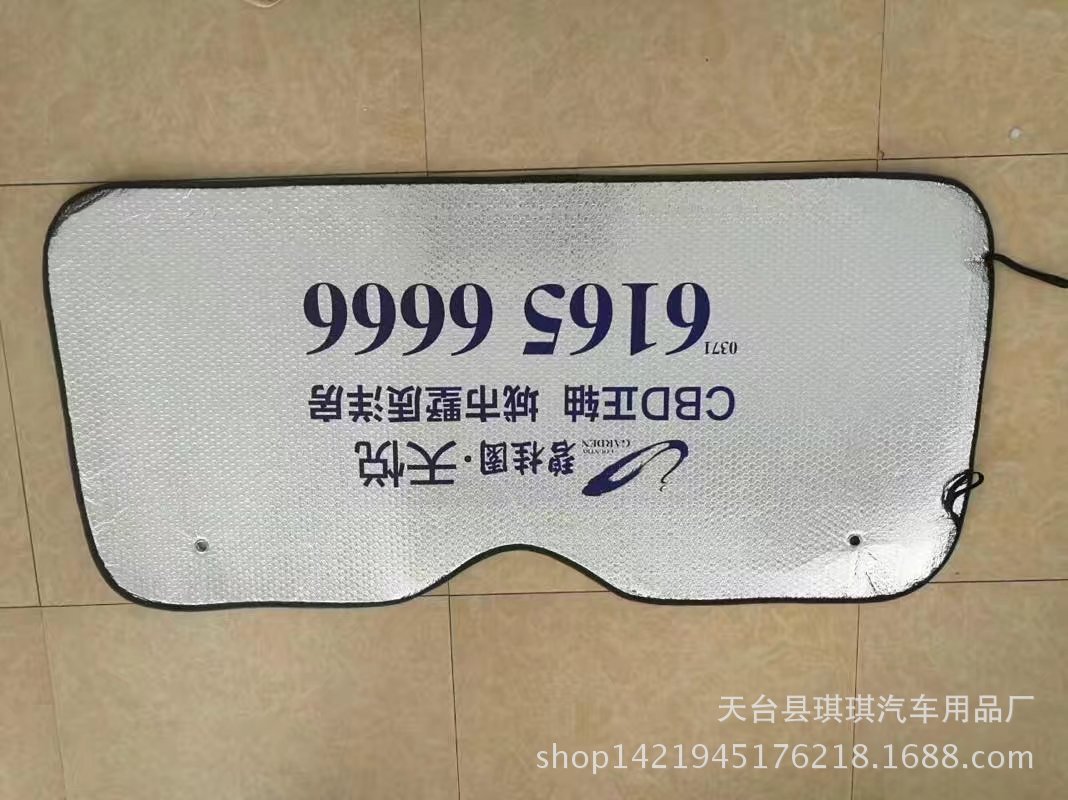 碧桂園·天悦
COUNTRY
GARDEN
CBD正轴 城市墅质洋房
0371 6165 6666
天台县琪琪汽车用品厂
shop1421945176218.1688.com